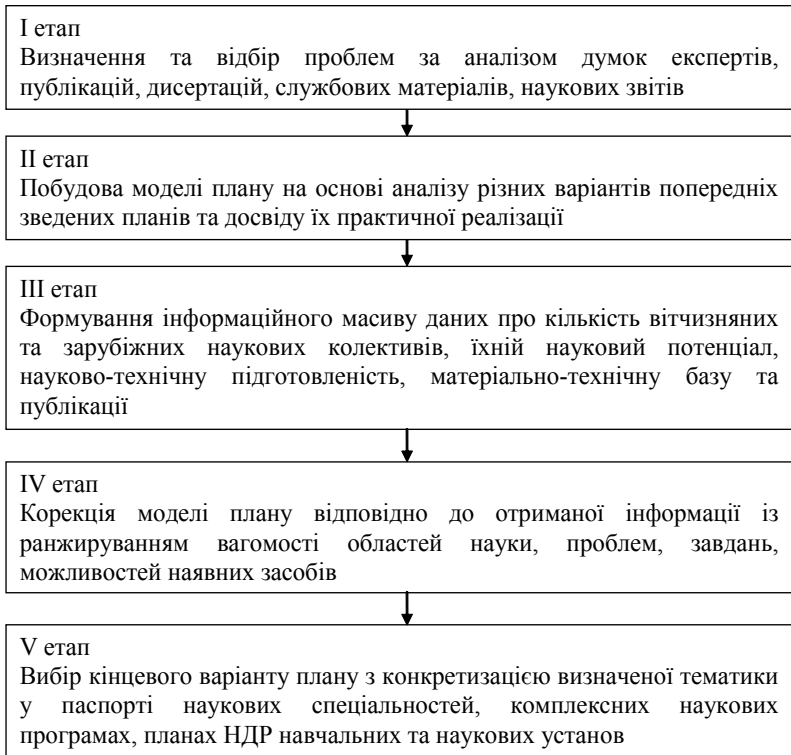 І етап
Визначення та відбір проблем за аналізом думок експертів,
публікацій, дисертацій, службових матеріалів, наукових звітів
ІІ етап
Побудова моделі плану на основі аналізу різних варіантів попередніх
зведених планів та досвіду їх практичної реалізації
ІІІ етап
Формування інформаційного масиву даних про кількість вітчизняних
та зарубіжних наукових колективів, їхній науковий потенціал,
науково-технічну підготовленість, матеріально-технічну базу та
публікації
IV етап
Корекція моделі плану відповідно до отриманої інформації із
ранжируванням вагомості областей науки, проблем, завдань,
можливостей наявних засобів
V етап
Вибір кінцевого варіанту плану з конкретизацією визначеної тематики
у паспорті наукових спеціальностей, комплексних наукових
програмах, планах НДР навчальних та наукових установ